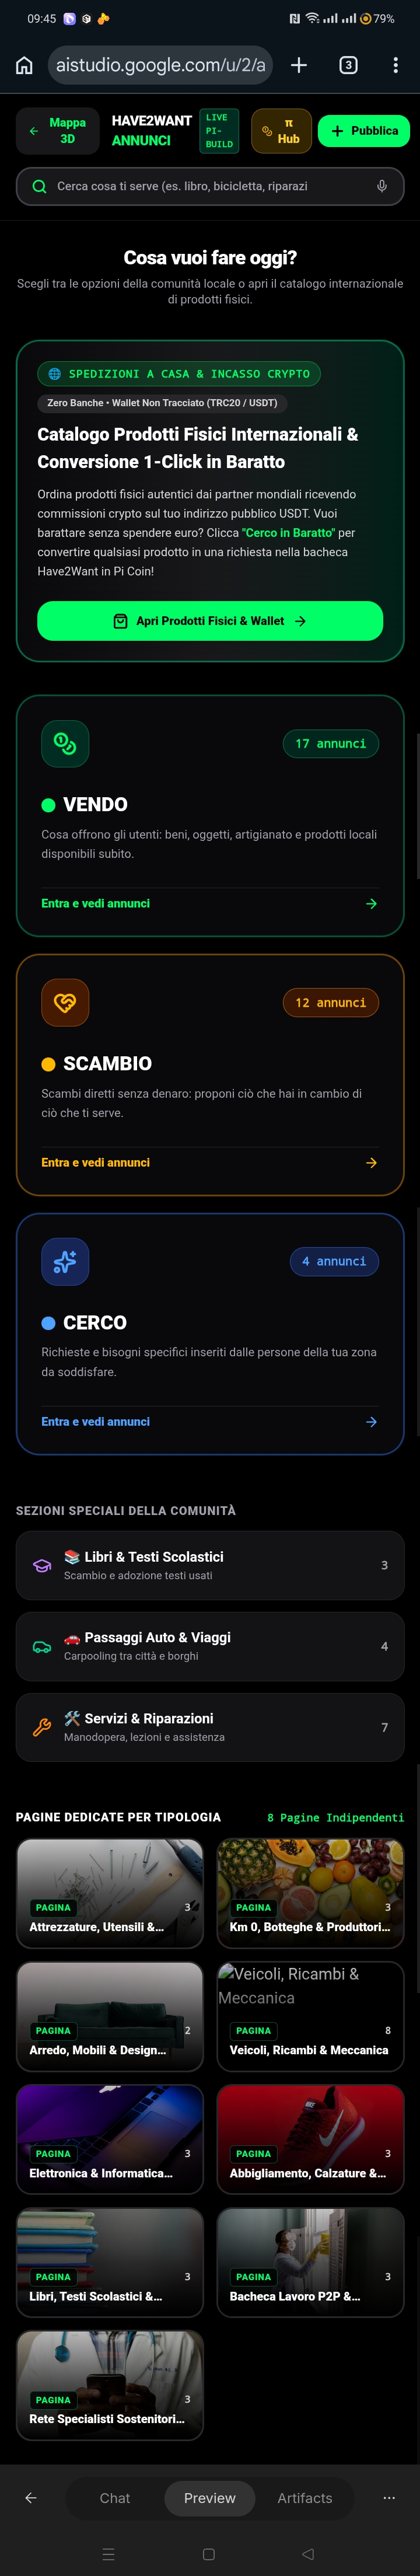 09:45
79%
aistudio.google.com/u/2/a
3
Mappa
3D
HAVE2WANT
ANNUNCI
LIVE
PI-
BUILD
π
Hub
Pubblica
Cerca cosa ti serve (es. libro, bicicletta, riparazi
Cosa vuoi fare oggi?
Scegli tra le opzioni della comunità locale o apri il catalogo internazionale
di prodotti fisici.
🌐 SPEDIZIONI A CASA & INCASSO CRYPTO
Zero Banche • Wallet Non Tracciato (TRC20 / USDT)
Catalogo Prodotti Fisici Internazionali &
Conversione 1-Click in Baratto
Ordina prodotti fisici autentici dai partner mondiali ricevendo
commissioni crypto sul tuo indirizzo pubblico USDT. Vuoi
barattare senza spendere euro? Clicca "Cerco in Baratto" per
convertire qualsiasi prodotto in una richiesta nella bacheca
Have2Want in Pi Coin!
Apri Prodotti Fisici & Wallet
17 annunci
VENDO
Cosa offrono gli utenti: beni, oggetti, artigianato e prodotti locali
disponibili subito.
Entra e vedi annunci
12 annunci
SCAMBIO
Scambi diretti senza denaro: proponi ciò che hai in cambio di
ciò che ti serve.
Entra e vedi annunci
4 annunci
CERCO
Richieste e bisogni specifici inseriti dalle persone della tua zona
da soddisfare.
Entra e vedi annunci
SEZIONI SPECIALI DELLA COMUNITÀ
📚 Libri & Testi Scolastici
3
Scambio e adozione testi usati
🚗 Passaggi Auto & Viaggi
4
Carpooling tra città e borghi
🛠️ Servizi & Riparazioni
7
Manodopera, lezioni e assistenza
PAGINE DEDICATE PER TIPOLOGIA
8 Pagine Indipendenti
PAGINA
3
Attrezzature, Utensili &...
PAGINA
3
Km 0, Botteghe & Produttori...
PAGINA
2
Arredo, Mobili & Design...
Veicoli, Ricambi &
Meccanica
PAGINA
8
Veicoli, Ricambi & Meccanica
PAGINA
3
Elettronica & Informatica...
PAGINA
3
Abbigliamento, Calzature &...
PAGINA
3
Libri, Testi Scolastici &...
PAGINA
3
Bacheca Lavoro P2P &...
PAGINA
3
Rete Specialisti Sostenitori...
Chat
Preview
Artifacts